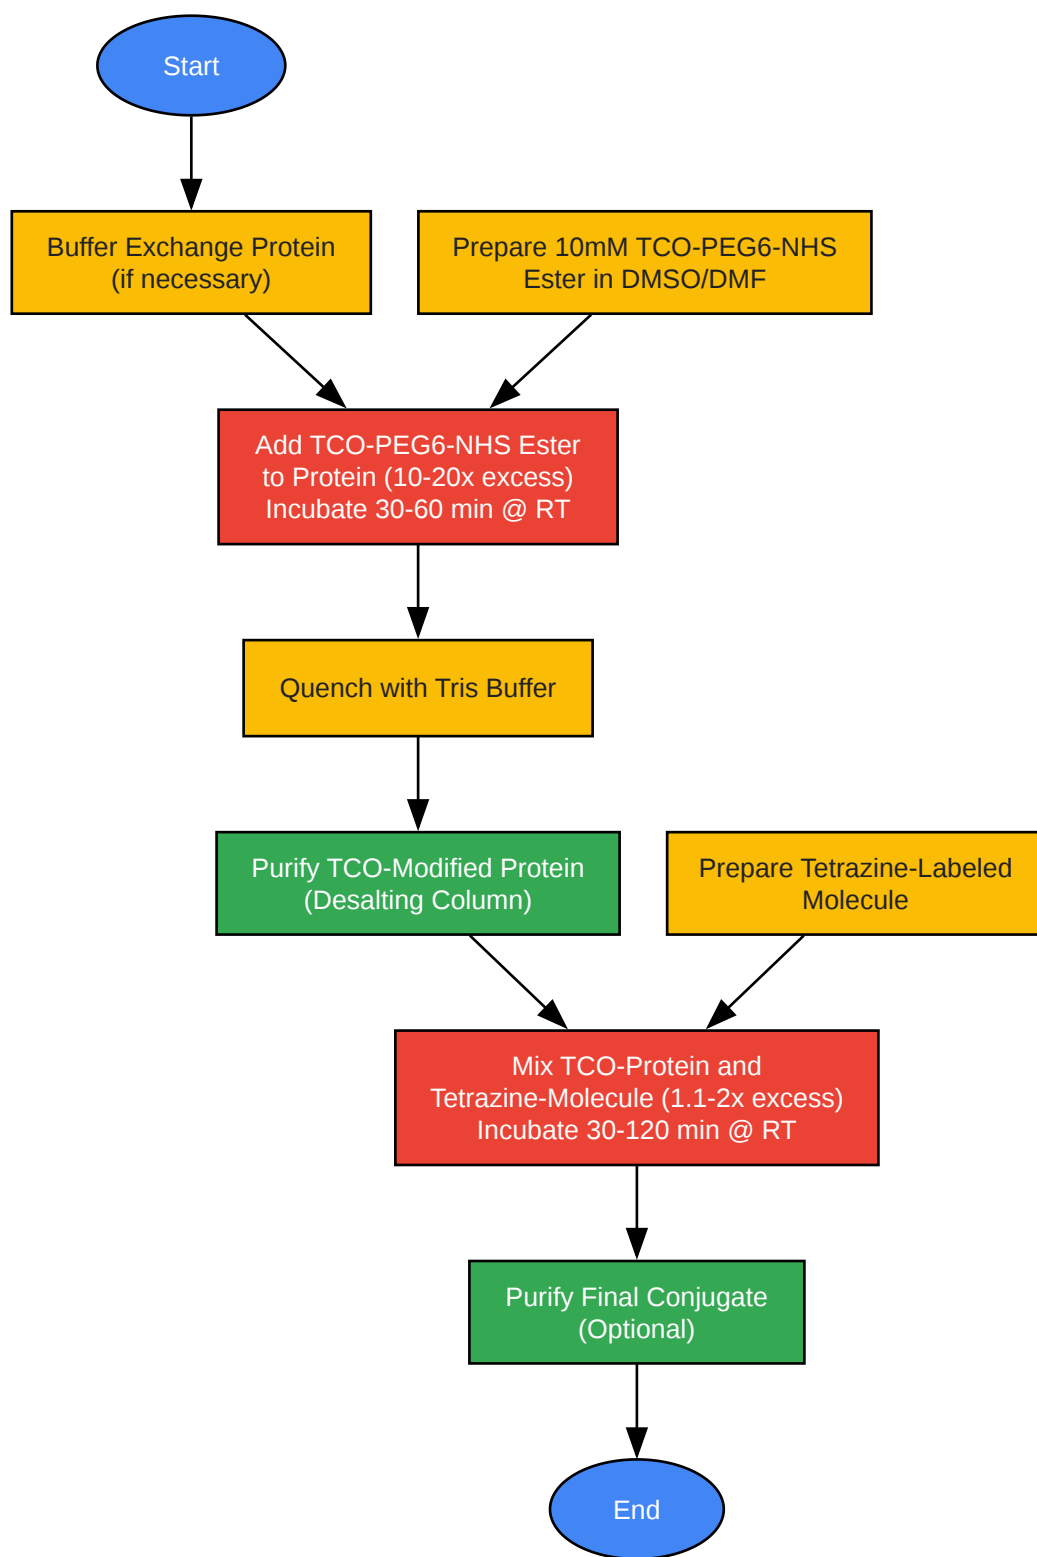 Start
Buffer Exchange Protein
(if necessary)
Prepare 10mM TCO-PEG6-NHS
Ester in DMSO/DMF
Add TCO-PEG6-NHS Ester
to Protein (10-20x excess)
Incubate 30-60 min @ RT
Quench with Tris Buffer
Purify TCO-Modified Protein
(Desalting Column)
Prepare Tetrazine-Labeled
Molecule
Mix TCO-Protein and
Tetrazine-Molecule (1.1-2x excess)
Incubate 30-120 min @ RT
Purify Final Conjugate
(Optional)
End